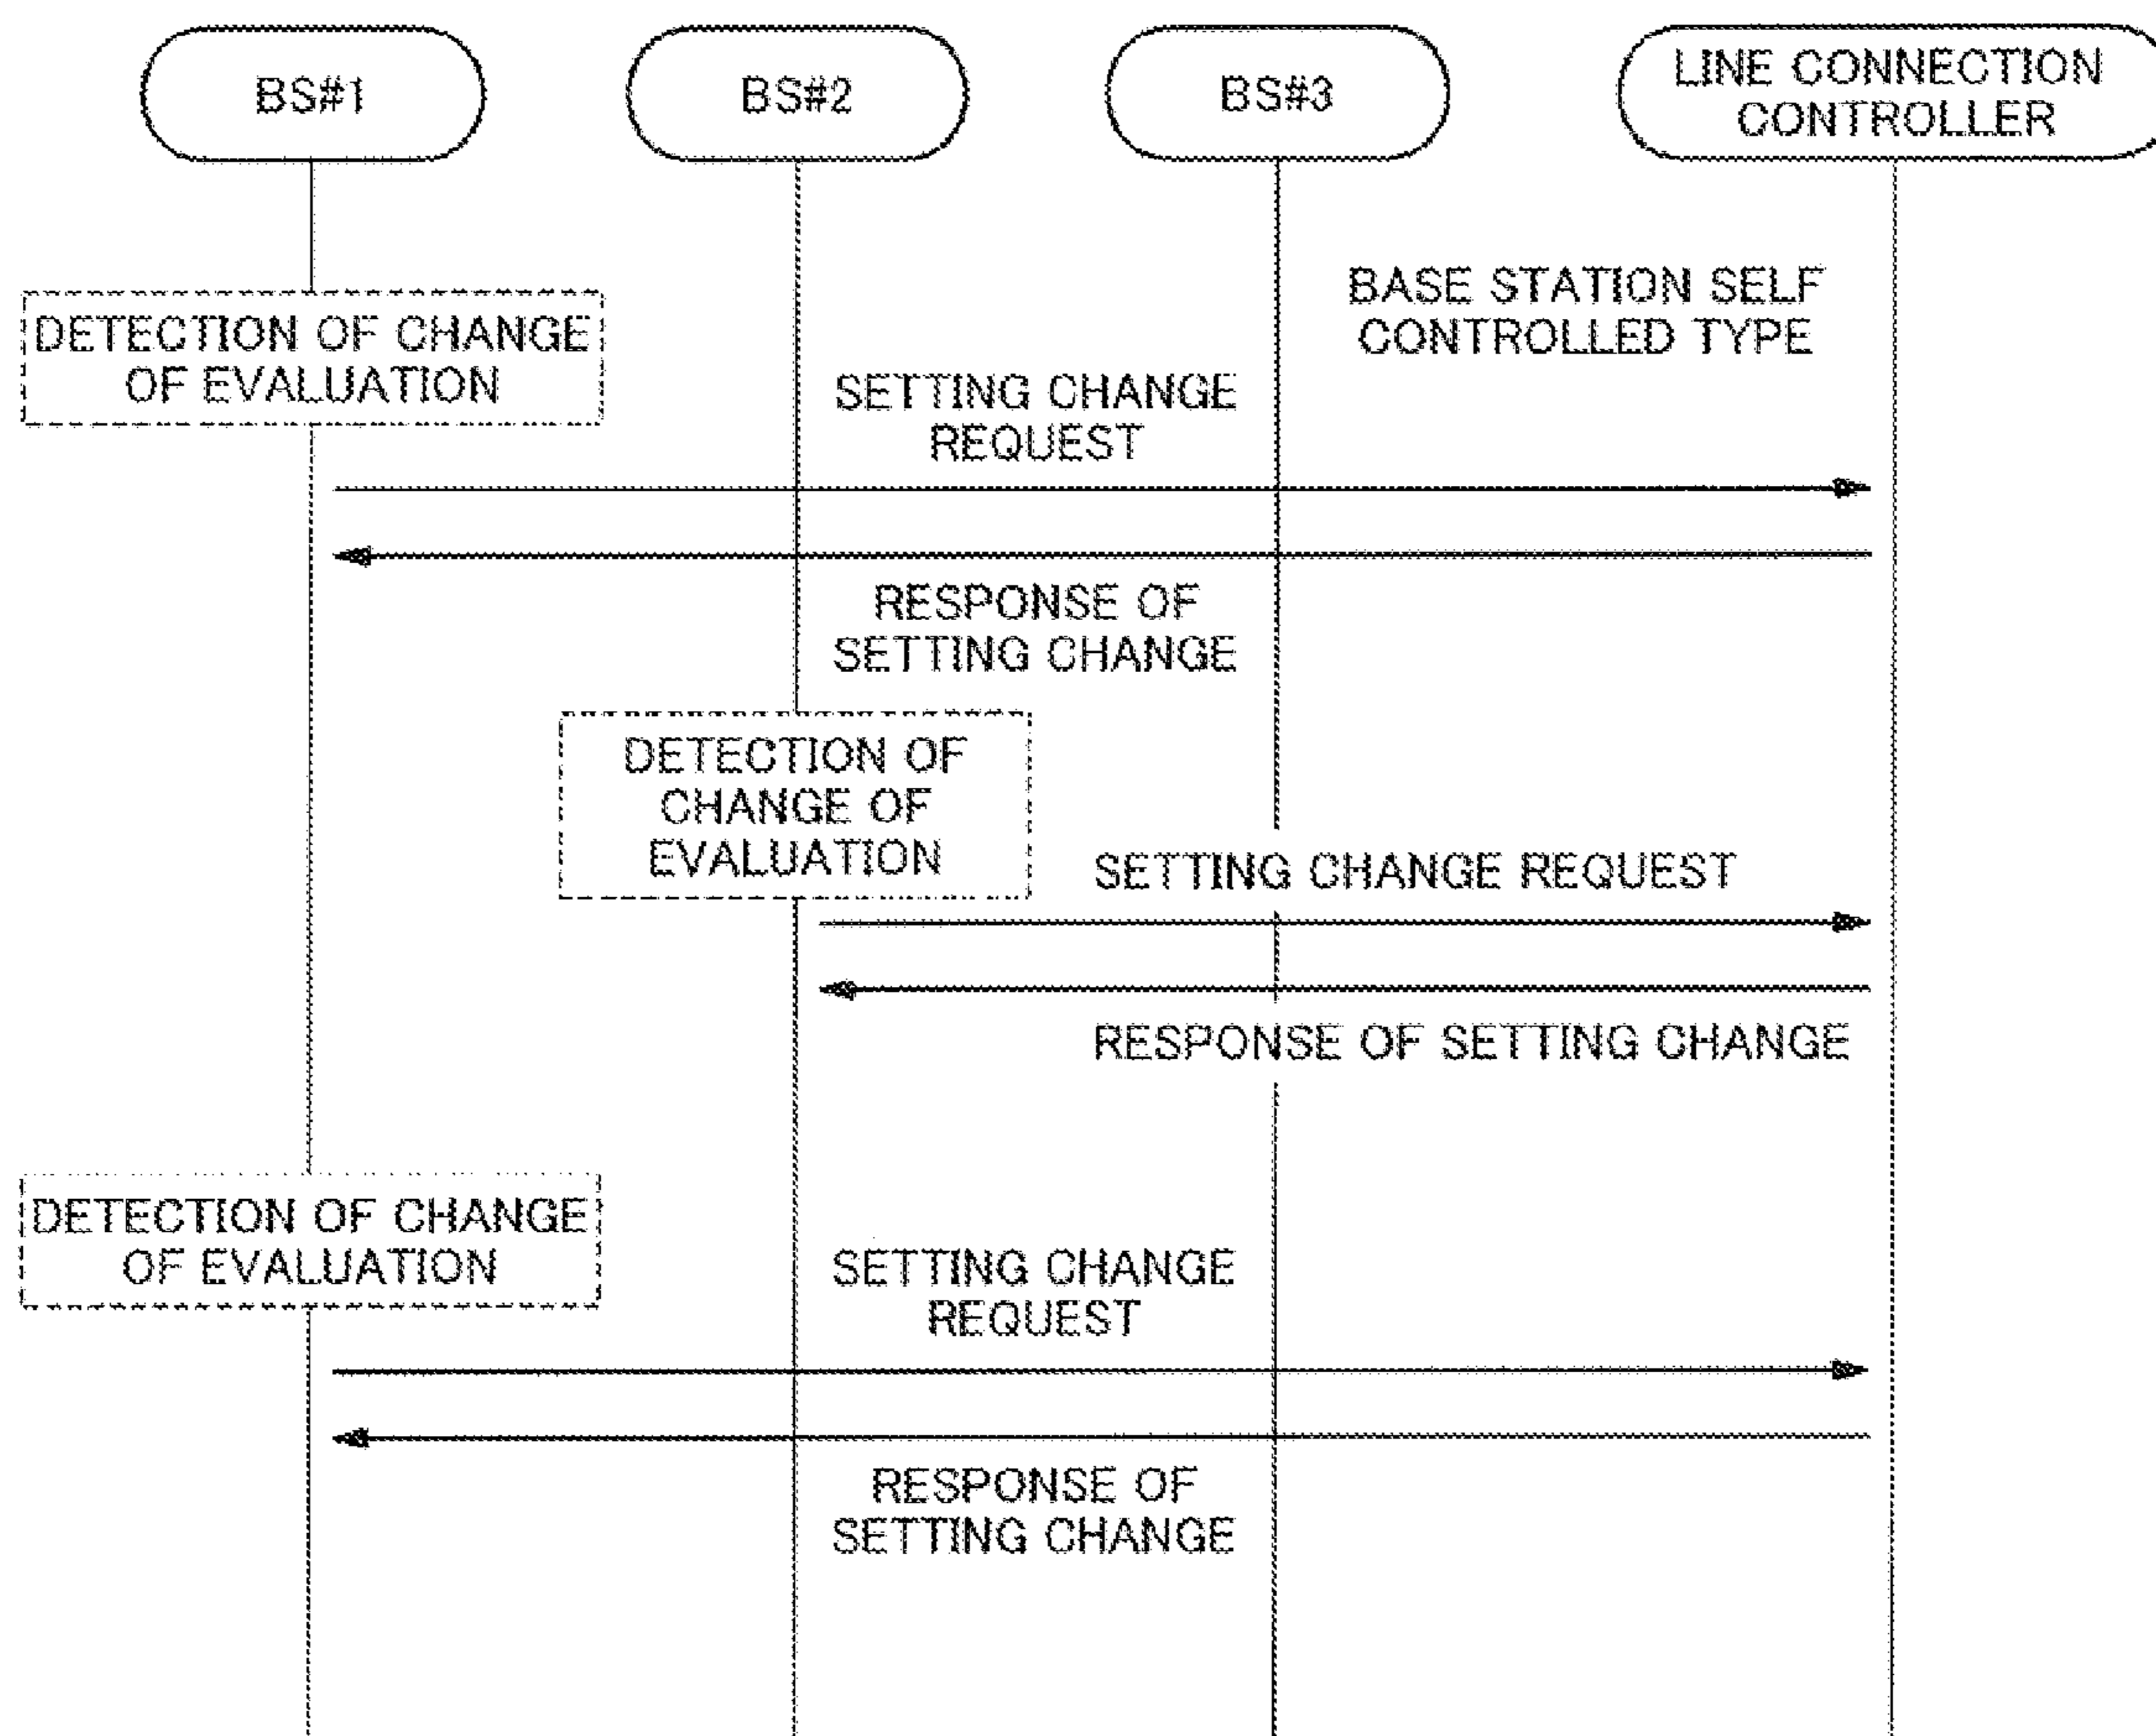 BS#1
BS#2
BS#3
LINE CONNECTION
CONTROLLER
BASE STATION SELF
CONTROLLED TYPE
DETECTION OF CHANGE
OF EVALUATION
SETTING CHANGE
REQUEST
RESPONSE OF
SETTING CHANGE
DETECTION OF
CHANGE OF
EVALUATION
SETTING CHANGE REQUEST
RESPONSE OF SETTING CHANGE
DETECTION OF CHANGE
OF EVALUATION
SETTING CHANGE
REQUEST
RESPONSE OF
SETTING CHANGE